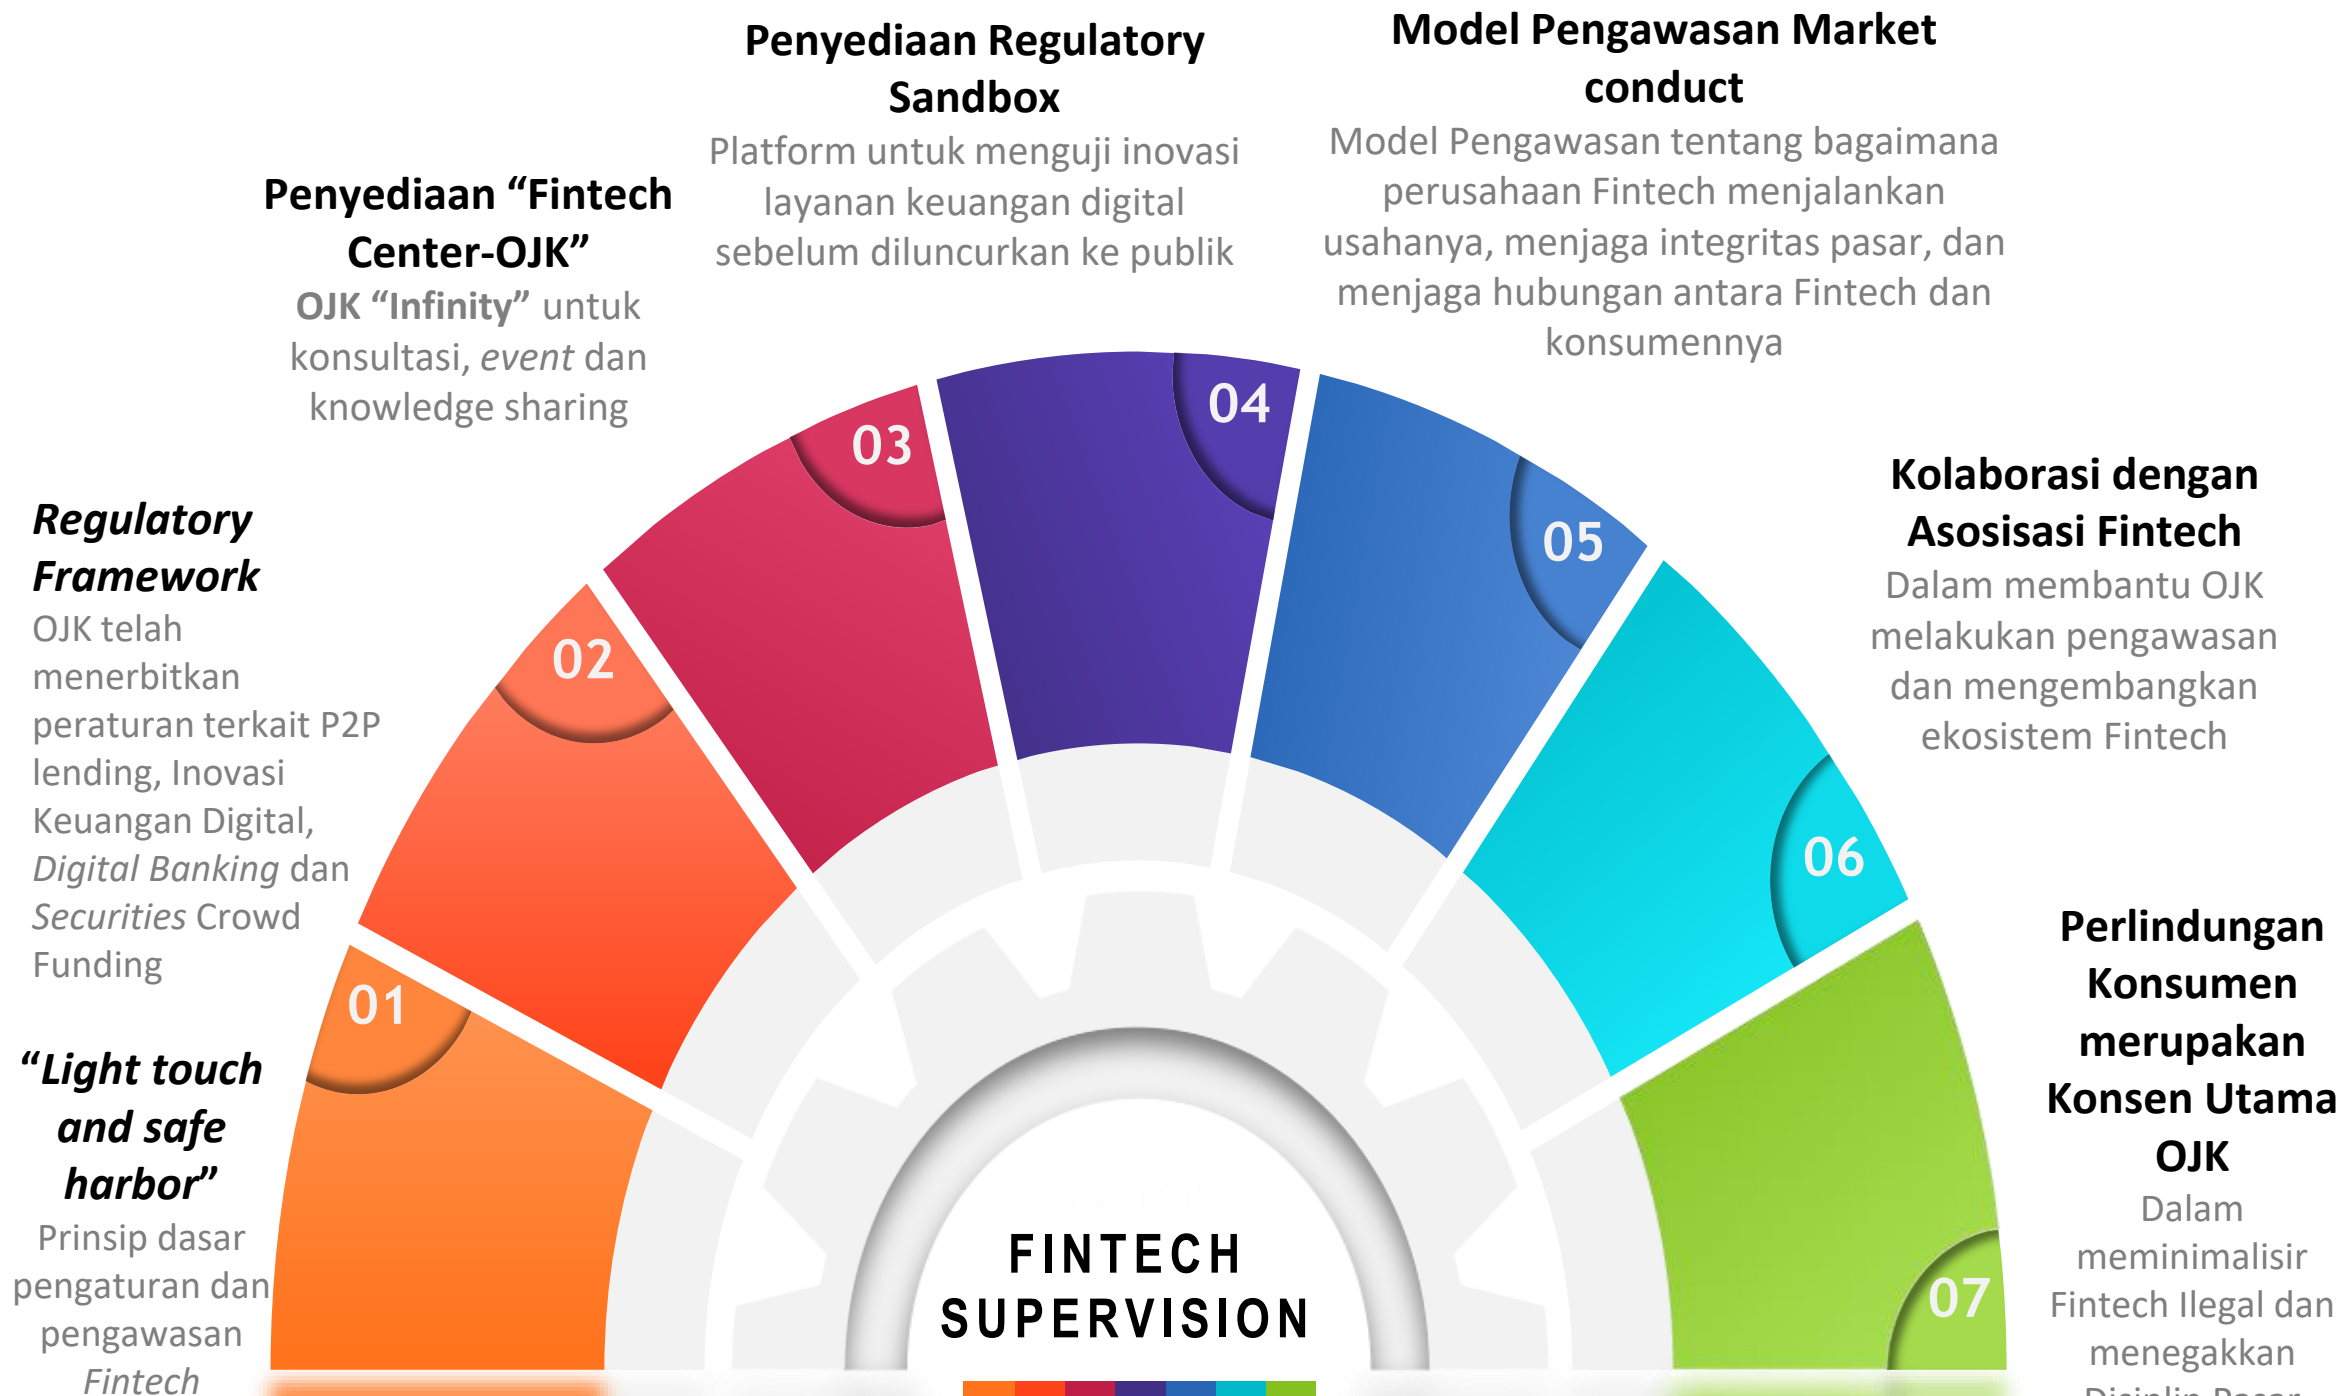 “Light touch
and safe
harbor”
Prinsip dasar
pengaturan dan
pengawasan
Fintech
01
Regulatory
Framework
OJK telah
menerbitkan
peraturan terkait P2P
lending, Inovasi
Keuangan Digital,
Digital Banking dan
Securities Crowd
Funding
02
Penyediaan “Fintech
Center-OJK”
OJK “Infinity” untuk
konsultasi, event dan
knowledge sharing
03
Penyediaan Regulatory
Sandbox
Platform untuk menguji inovasi
layanan keuangan digital
sebelum diluncurkan ke publik
04
Model Pengawasan Market
conduct
Model Pengawasan tentang bagaimana
perusahaan Fintech menjalankan
usahanya, menjaga integritas pasar, dan
menjaga hubungan antara Fintech dan
konsumennya
05
Kolaborasi dengan
Asosisasi Fintech
Dalam membantu OJK
melakukan pengawasan
dan mengembangkan
ekosistem Fintech
06
Perlindungan
Konsumen
merupakan
Konsen Utama
OJK
Dalam
meminimalisir
Fintech Ilegal dan
menegakkan
Disiplin Pasar
07
FINTECH
SUPERVISION